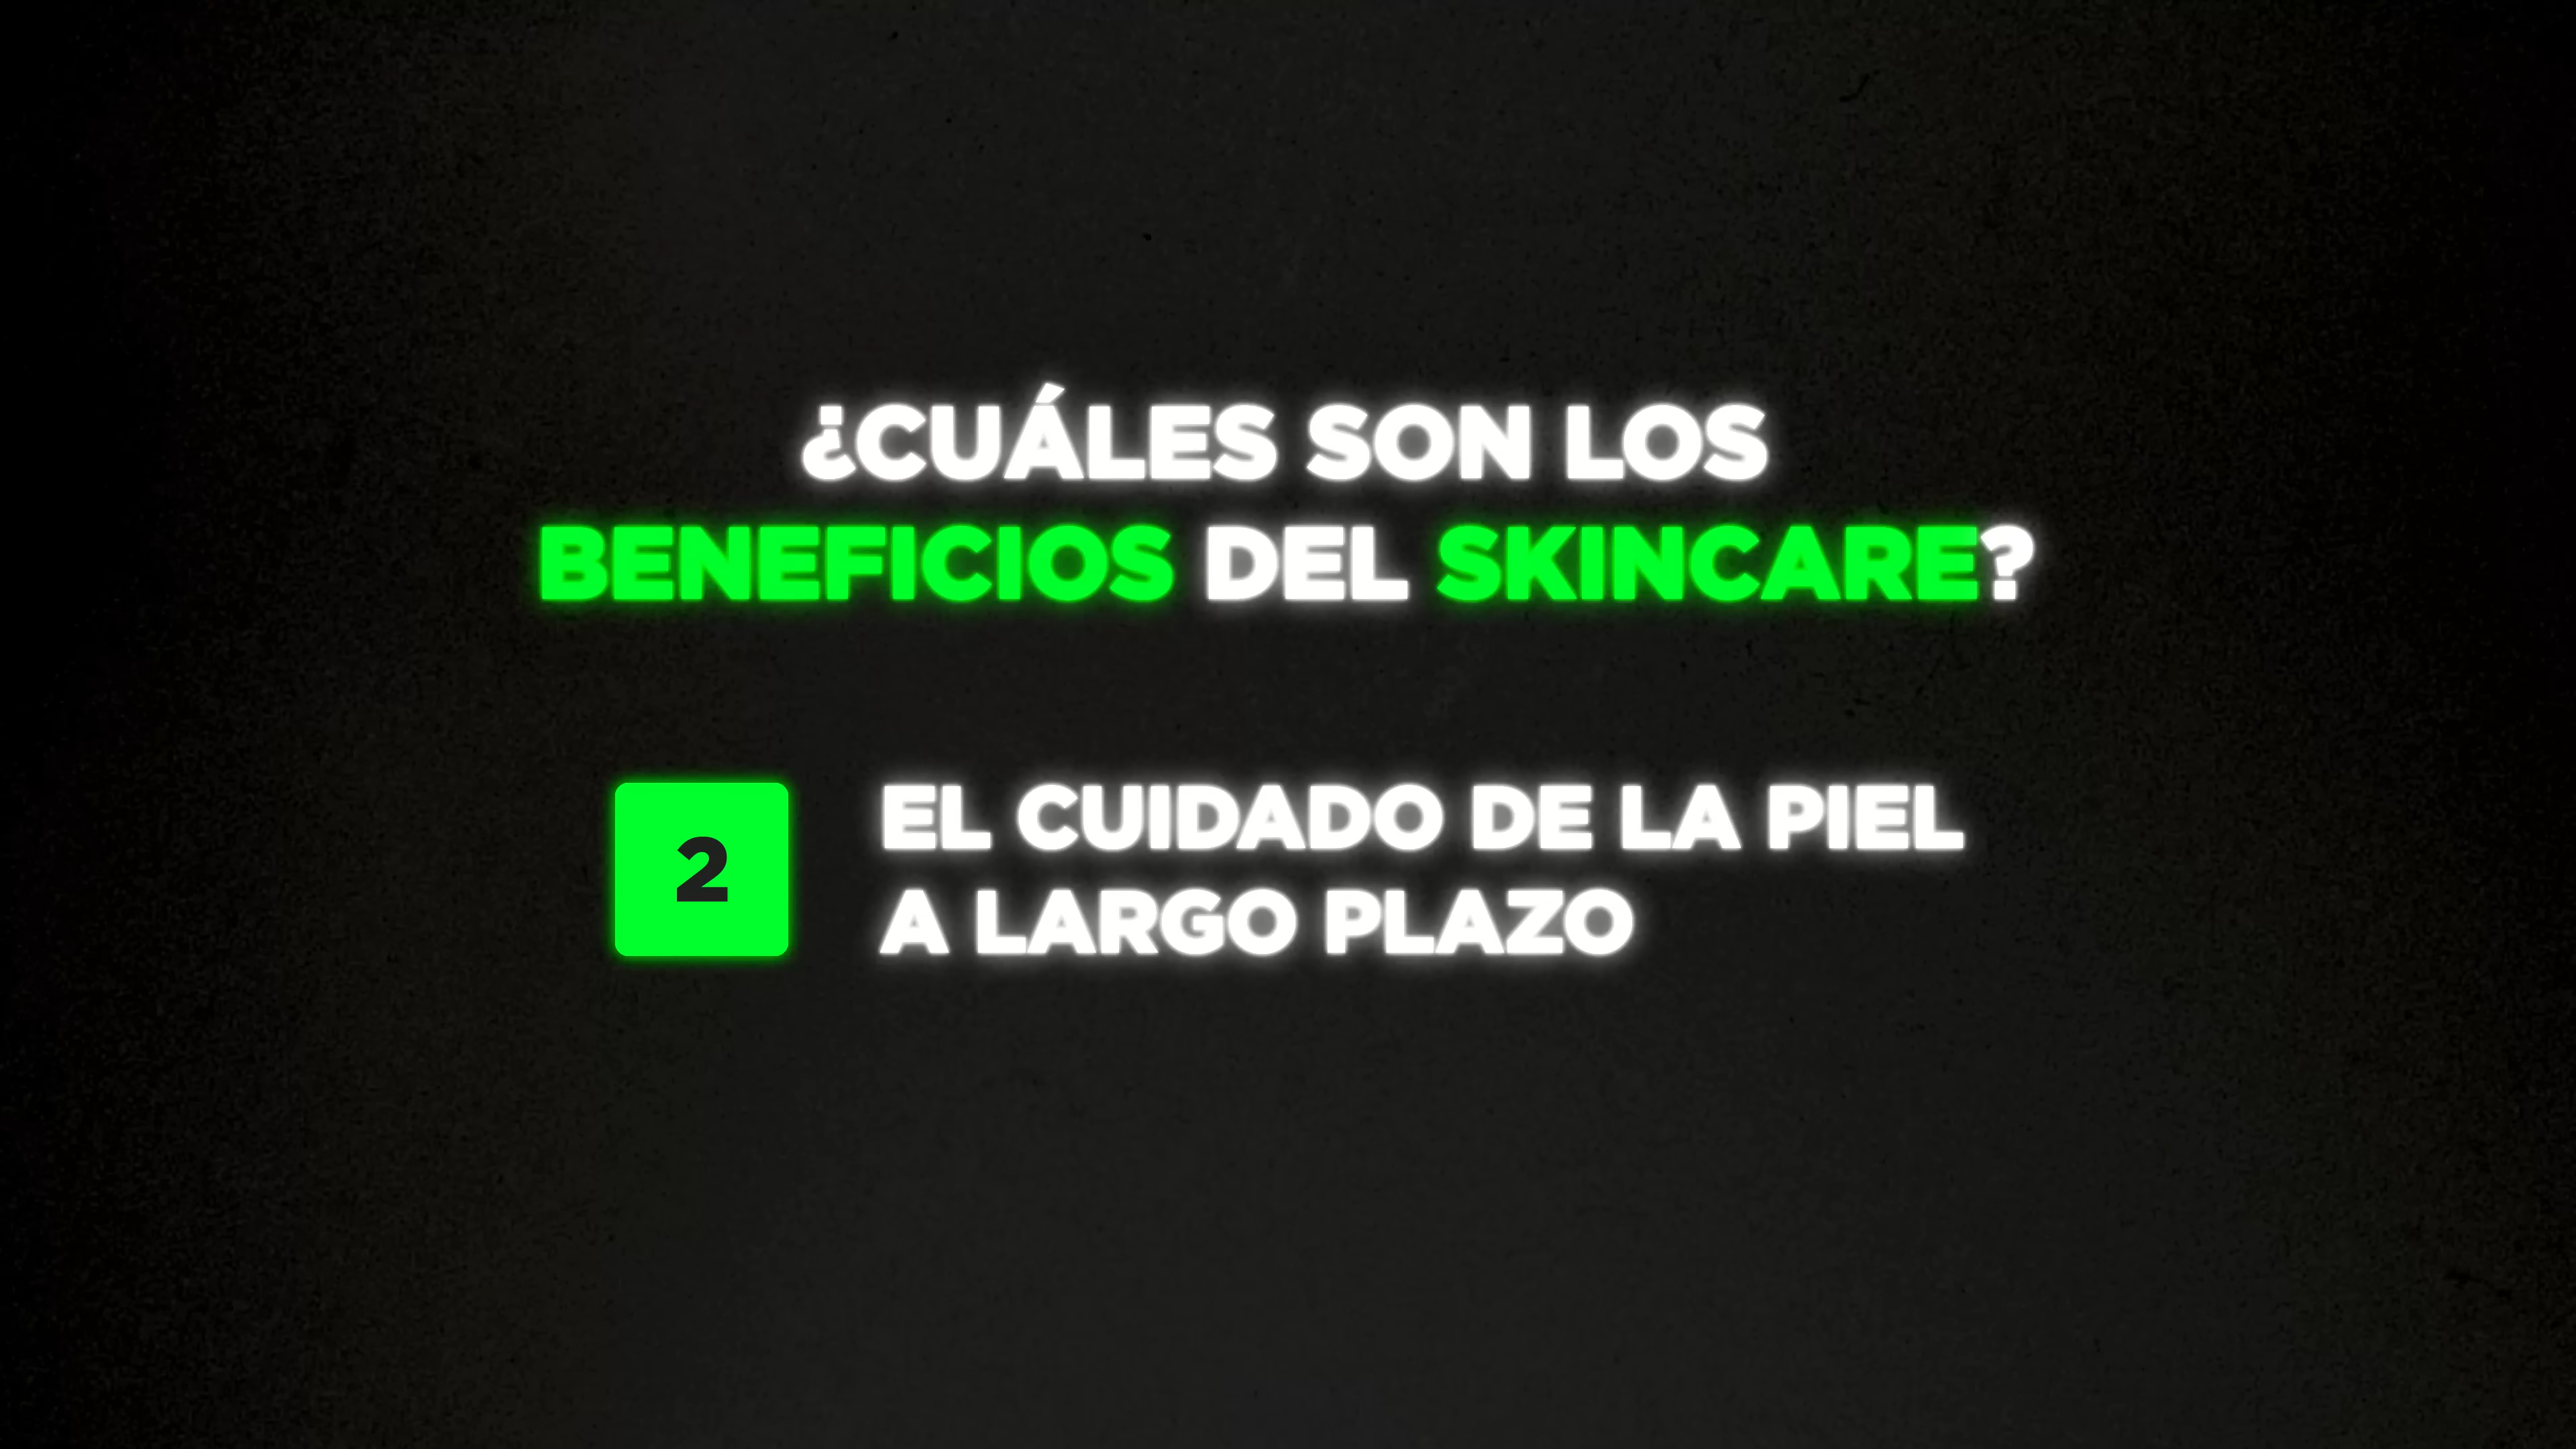 ¿CUÁLES SON LOS
BENEFICIOS DEL SKINCARE?
2
EL CUIDADO DE LA PIEL
A LARGO PLAZO